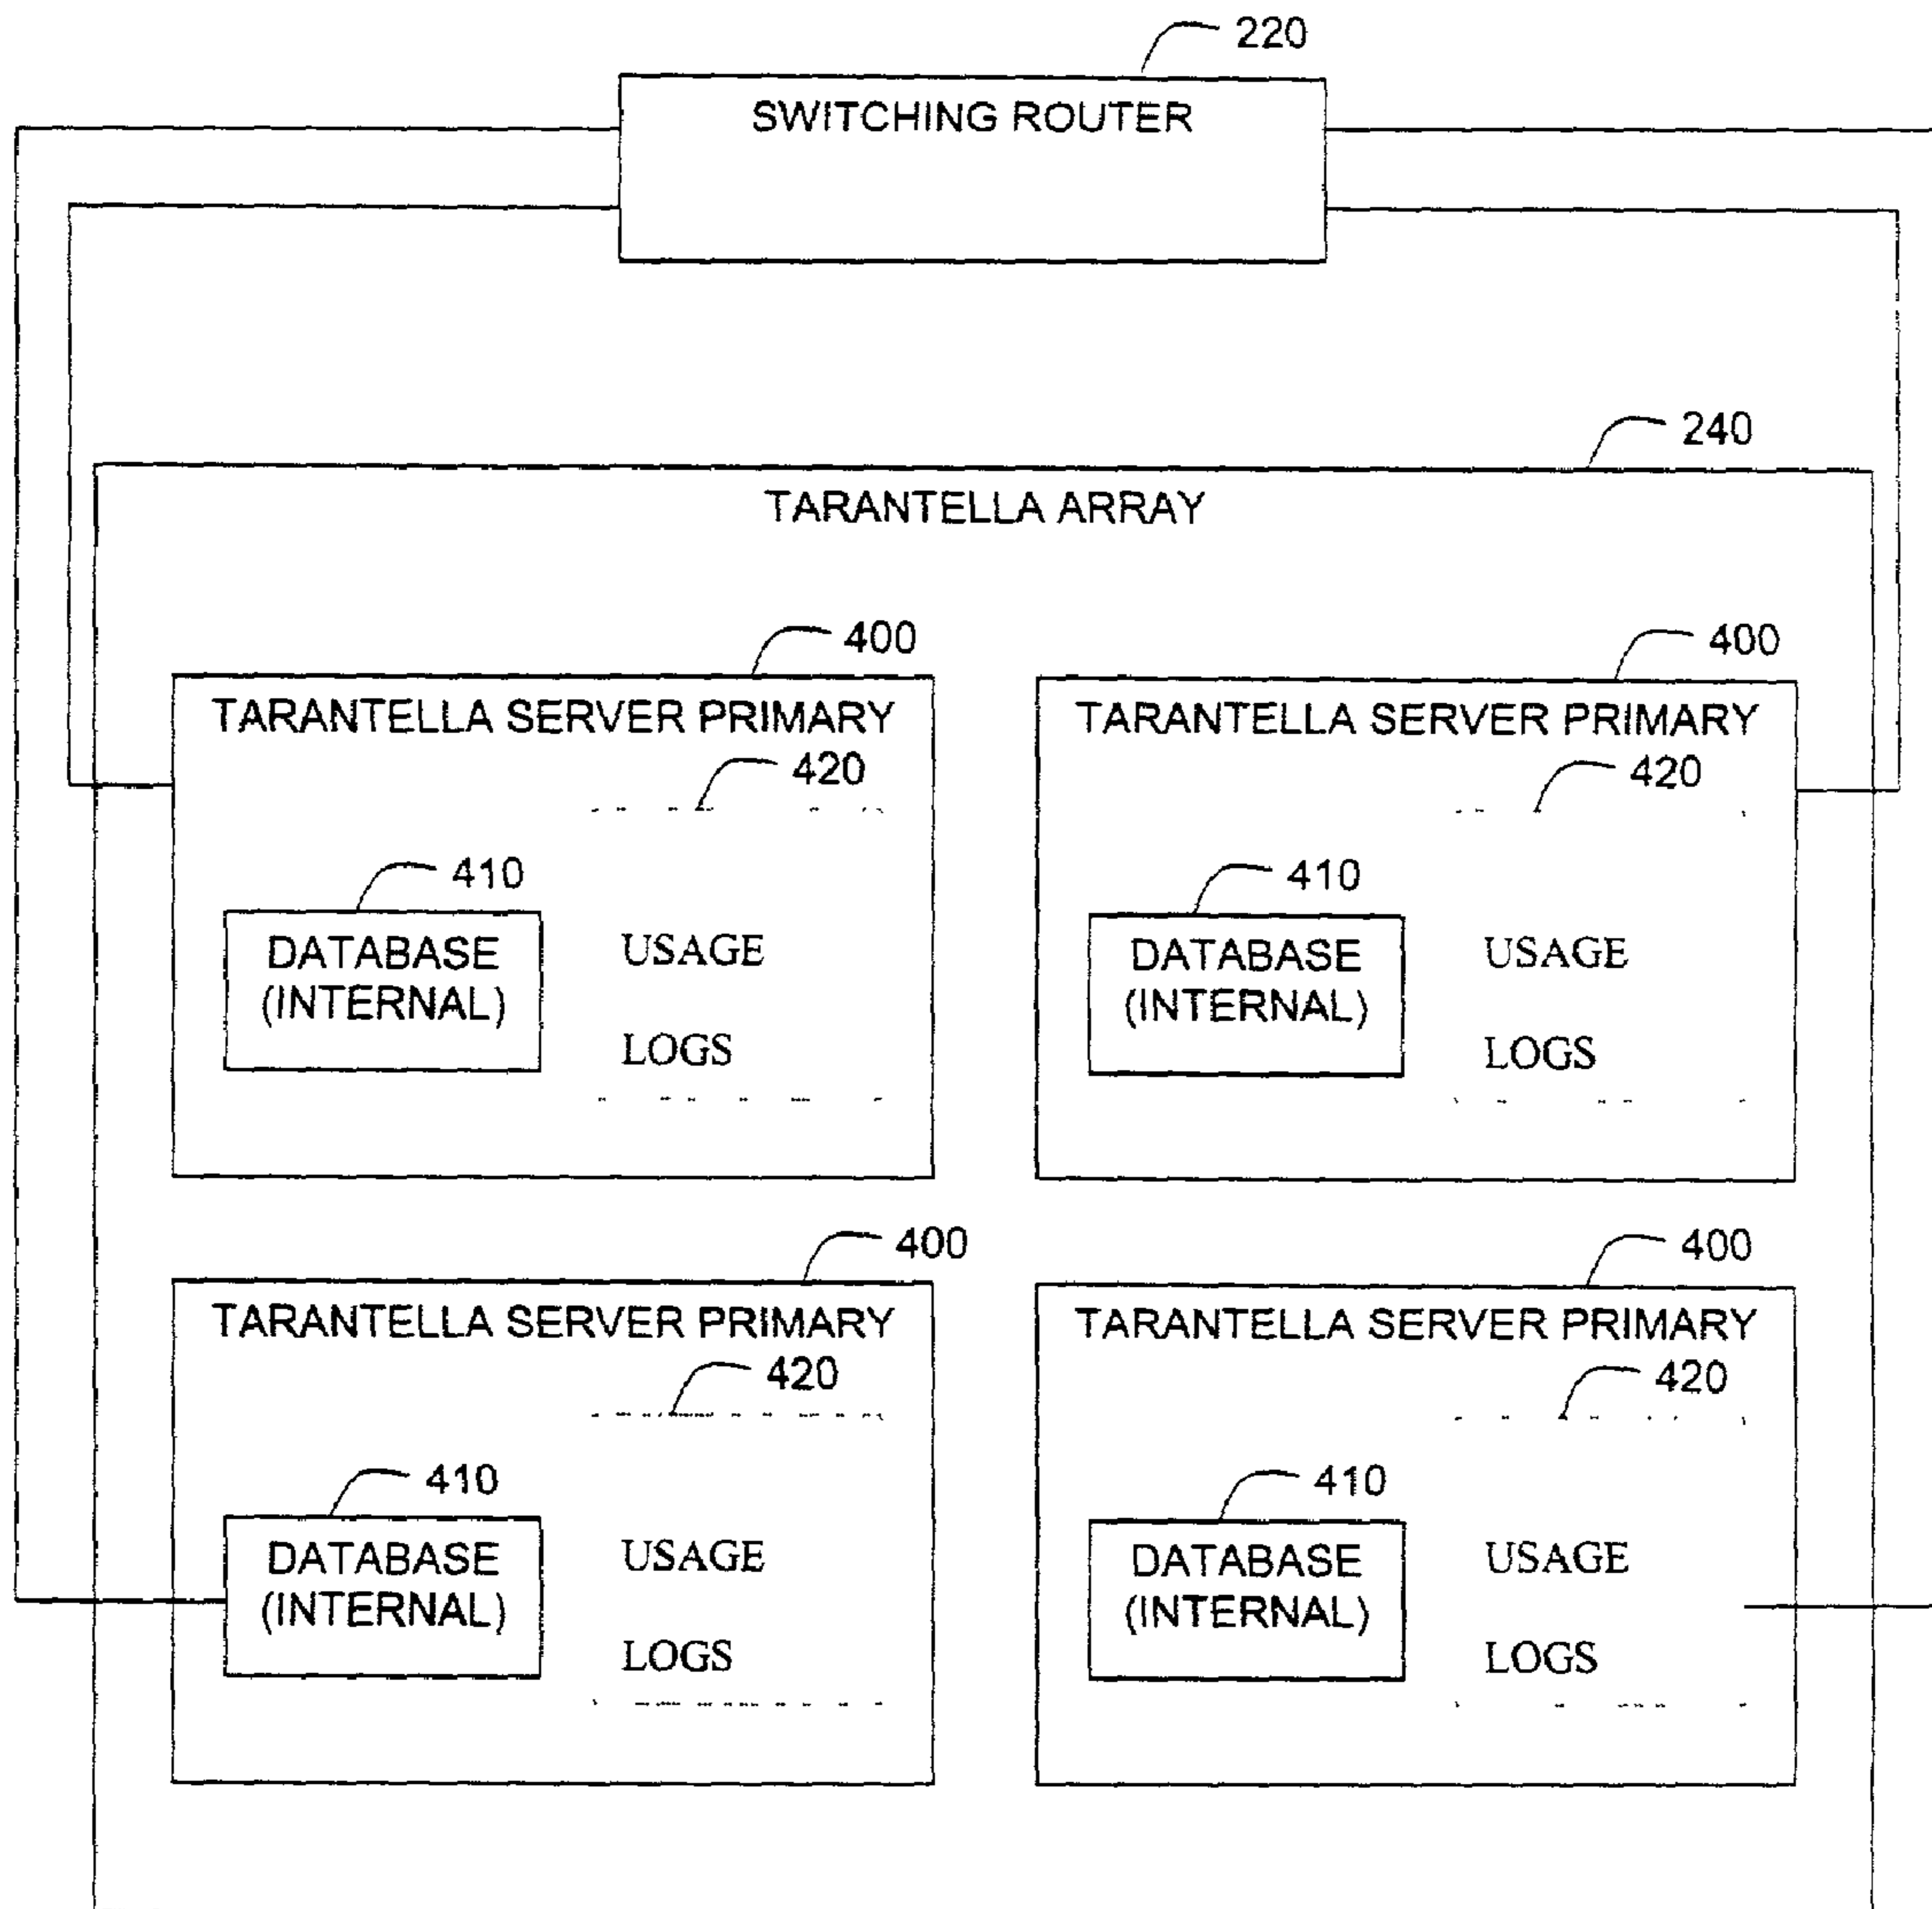 220
SWITCHING ROUTER
240
TARANTELLA ARRAY
400
TARANTELLA SERVER PRIMARY
420
410
DATABASE
(INTERNAL)
USAGE
LOGS
400
TARANTELLA SERVER PRIMARY
420
410
DATABASE
(INTERNAL)
USAGE
LOGS
400
TARANTELLA SERVER PRIMARY
420
410
DATABASE
(INTERNAL)
USAGE
LOGS
400
TARANTELLA SERVER PRIMARY
420
410
DATABASE
(INTERNAL)
USAGE
LOGS